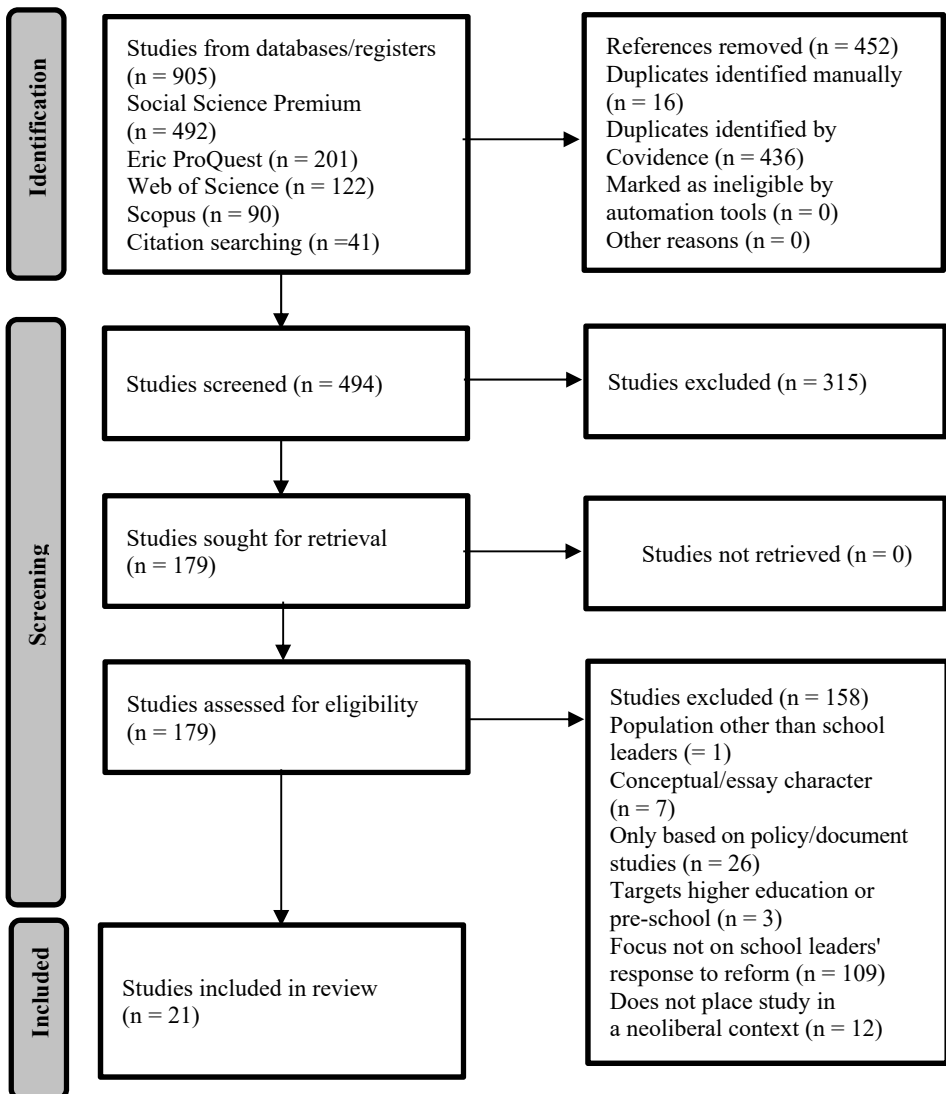 Identification
Studies from databases/registers
(n = 905)
Social Science Premium
(n = 492)
Eric ProQuest (n = 201)
Web of Science (n = 122)
Scopus (n = 90)
Citation searching (n =41)
References removed (n = 452)
Duplicates identified manually
(n = 16)
Duplicates identified by
Covidence (n = 436)
Marked as ineligible by
automation tools (n = 0)
Other reasons (n = 0)
Screening
Studies screened (n = 494)
Studies excluded (n = 315)
Studies sought for retrieval
(n = 179)
Studies not retrieved (n = 0)
Studies assessed for eligibility
(n = 179)
Studies excluded (n = 158)
Population other than school
leaders (= 1)
Conceptual/essay character
(n = 7)
Only based on policy/document
studies (n = 26)
Targets higher education or
pre-school (n = 3)
Focus not on school leaders'
response to reform (n = 109)
Does not place study in
a neoliberal context (n = 12)
Included
Studies included in review
(n = 21)